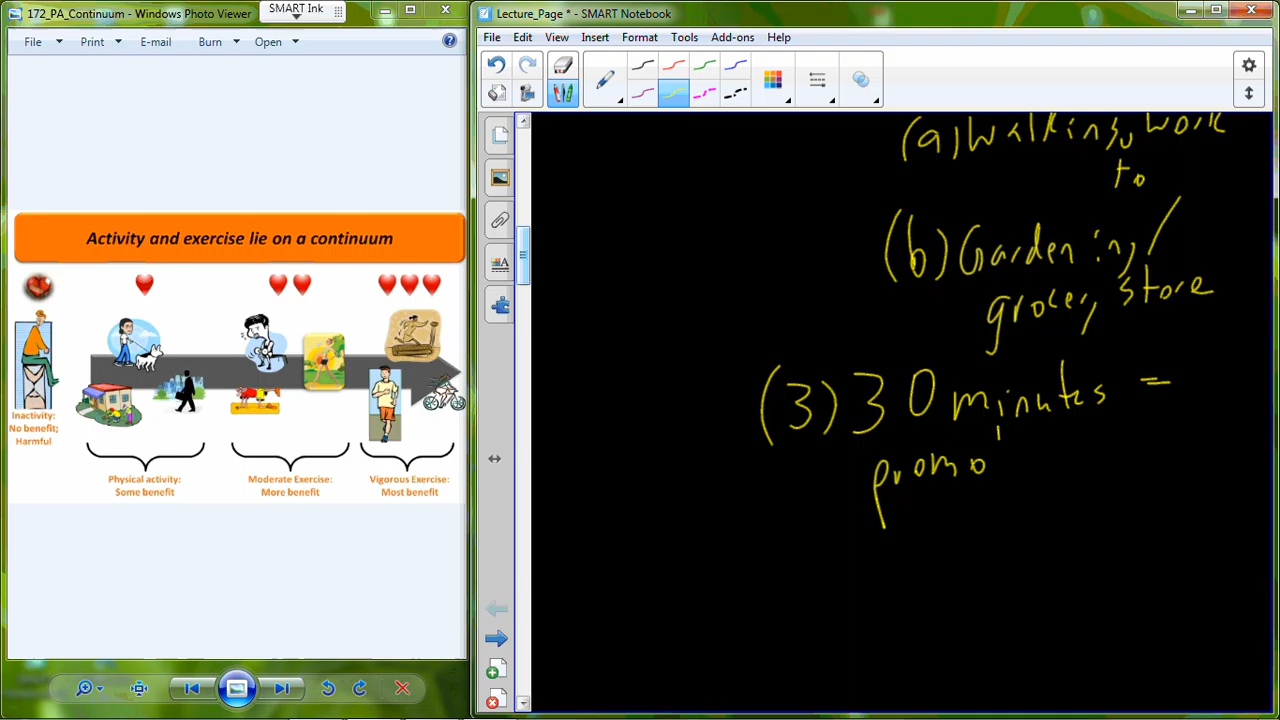 172_PA_Continuum - Windows Photo Viewer
SMART Ink
File Print E-mail Burn Open
Activity and exercise lie on a continuum
Inactivity:
No benefit;
Harmful
Physical activity:
Some benefit
Moderate Exercise:
More benefit
Vigorous Exercise:
Most benefit
Lecture_Page * - SMART Notebook
File Edit View Insert Format Tools Add-ons Help
(a) Walking, work
to
(b) Gardening/
grocery store
(3) 30 minutes =
promo